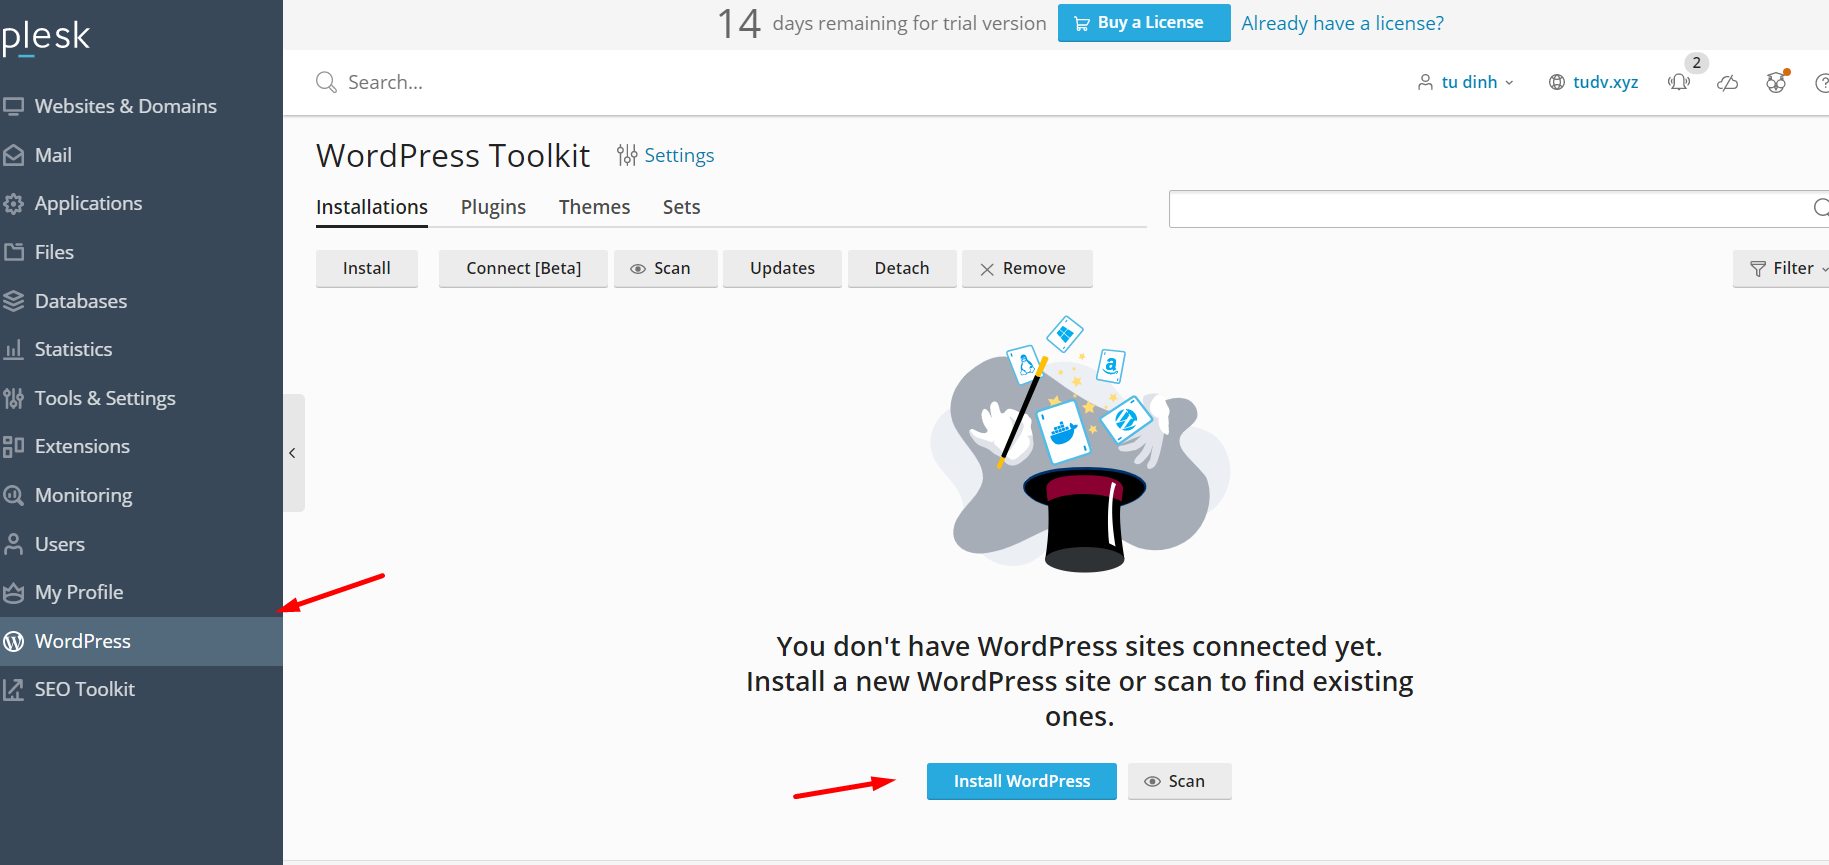 plesk
14 days remaining for trial version Buy a License Already have a license?
Search...
tu dinh tudv.xyz 2
Websites & Domains
Mail
Applications
Files
Databases
Statistics
Tools & Settings
Extensions
Monitoring
Users
My Profile
WordPress
SEO Toolkit
WordPress Toolkit Settings
Installations Plugins Themes Sets
Install Connect [Beta] Scan Updates Detach Remove Filter
a
You don't have WordPress sites connected yet.
Install a new WordPress site or scan to find existing
ones.
Install WordPress Scan